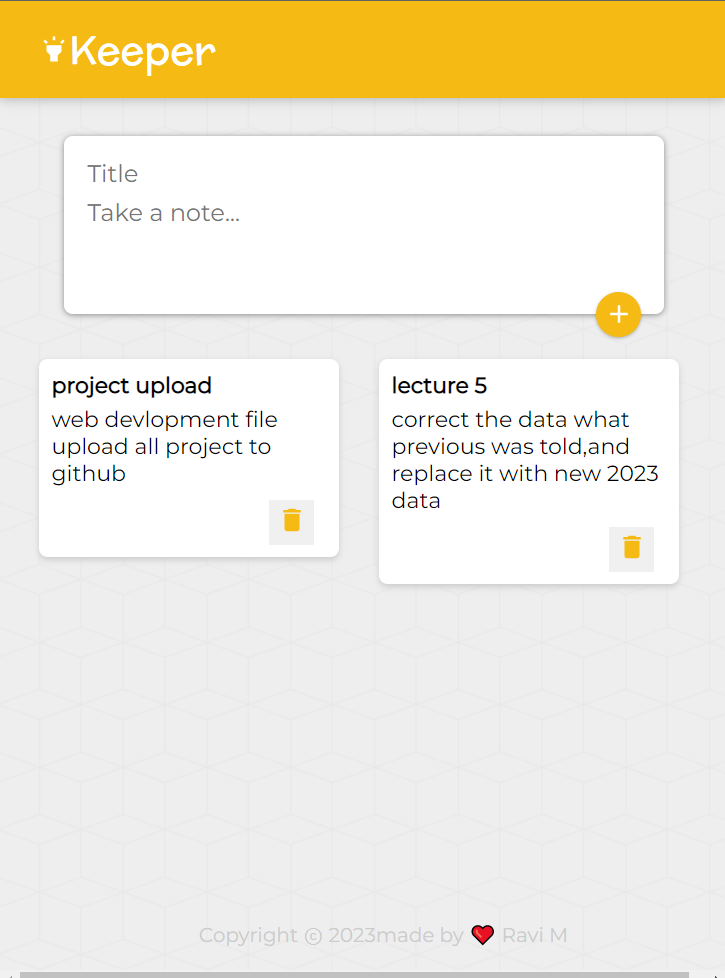 Keeper
Title
Take a note...
project upload
web devlopment file
upload all project to
github
lecture 5
correct the data what
previous was told,and
replace it with new 2023
data
Copyright © 2023made by ❤️ Ravi M